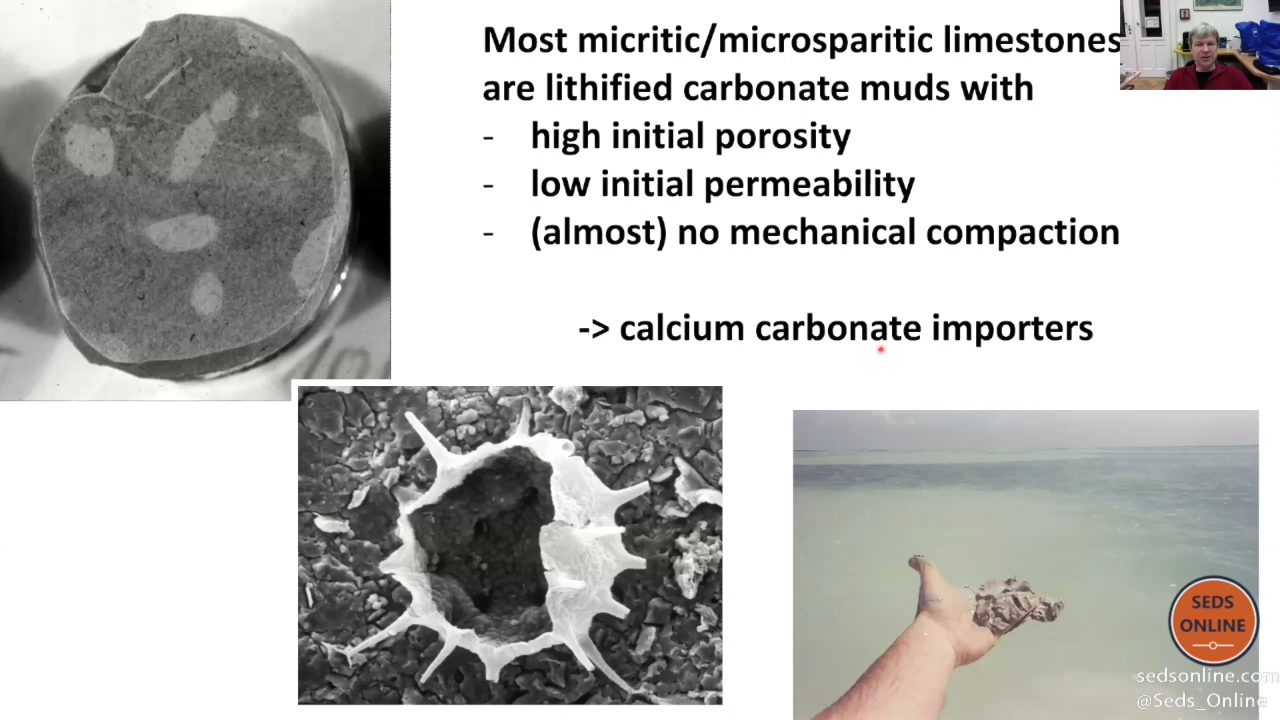 Most micritic/microsparitic limestones
are lithified carbonate muds with
- high initial porosity
- low initial permeability
- (almost) no mechanical compaction
-> calcium carbonate importers
SEDS
ONLINE
sedsonline.com
@Seds_Online